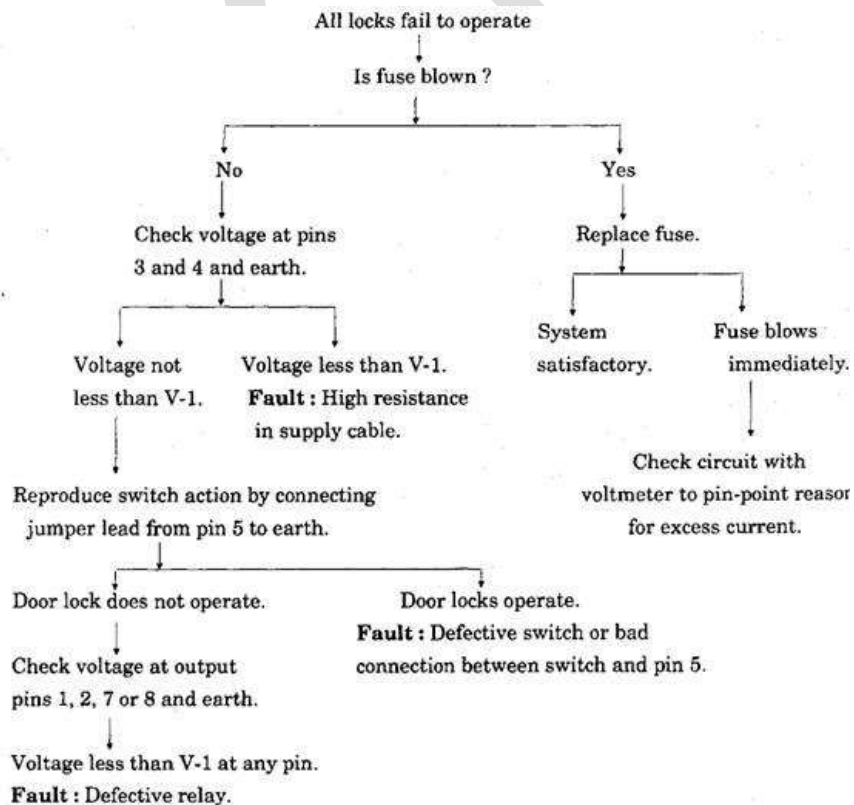 All locks fail to operate
Is fuse blown ?
No
Yes
Check voltage at pins
3 and 4 and earth.
Replace fuse.
Voltage not
less than V-1.
Voltage less than V-1.
Fault : High resistance
in supply cable.
System
satisfactory.
Fuse blows
immediately.
Check circuit with
voltmeter to pin-point reason
for excess current.
Reproduce switch action by connecting
jumper lead from pin 5 to earth.
Door lock does not operate.
Door locks operate.
Fault : Defective switch or bad
connection between switch and pin 5.
Check voltage at output
pins 1, 2, 7 or 8 and earth.
Voltage less than V-1 at any pin.
Fault : Defective relay.